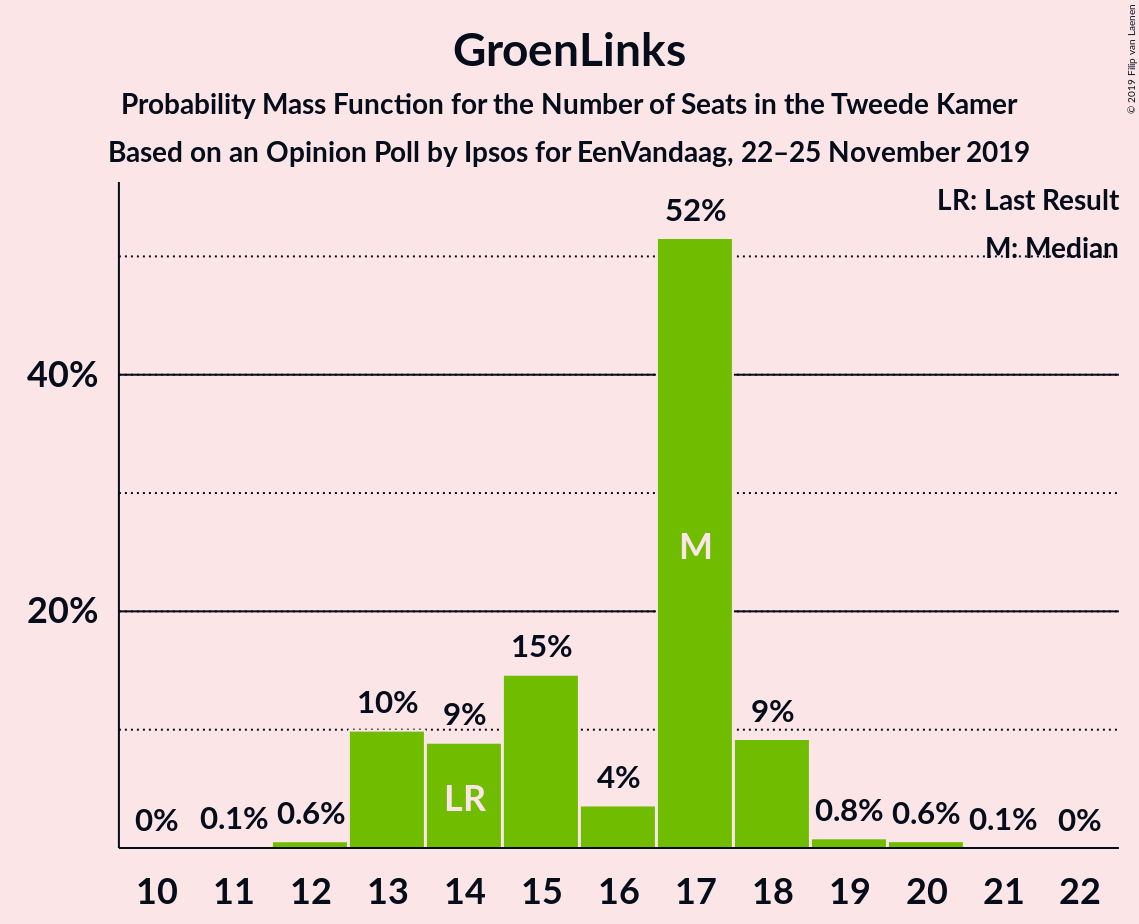 GroenLinks
Probability Mass Function for the Number of Seats in the Tweede Kamer
Based on an Opinion Poll by Ipsos for EenVandaag, 22–25 November 2019
© 2019 Filip van Laenen
LR: Last Result
M: Median
52%
40%
M
20%
15%
10%
9%
9%
4%
LR
0%
0.1%
0.6%
0.8%
0.6%
0.1%
0%
10 11 12 13 14 15 16 17 18 19 20 21 22